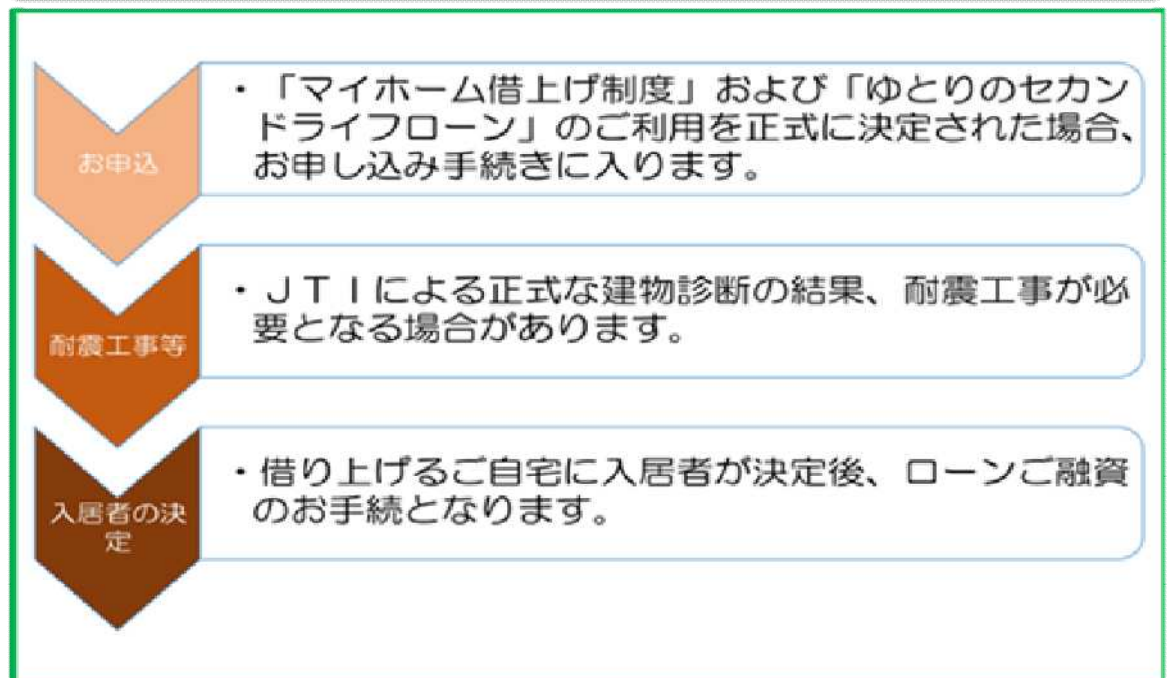 お申込
・「マイホーム借上げ制度」および「ゆとりのセカン
ドライフローン」のご利用を正式に決定された場合、
お申し込み手続きに入ります。
耐震工事等
・ＪＴＩによる正式な建物診断の結果、耐震工事が必
要となる場合があります。
入居者の決
定
・借り上げるご自宅に入居者が決定後、ローンご融資
のお手続となります。